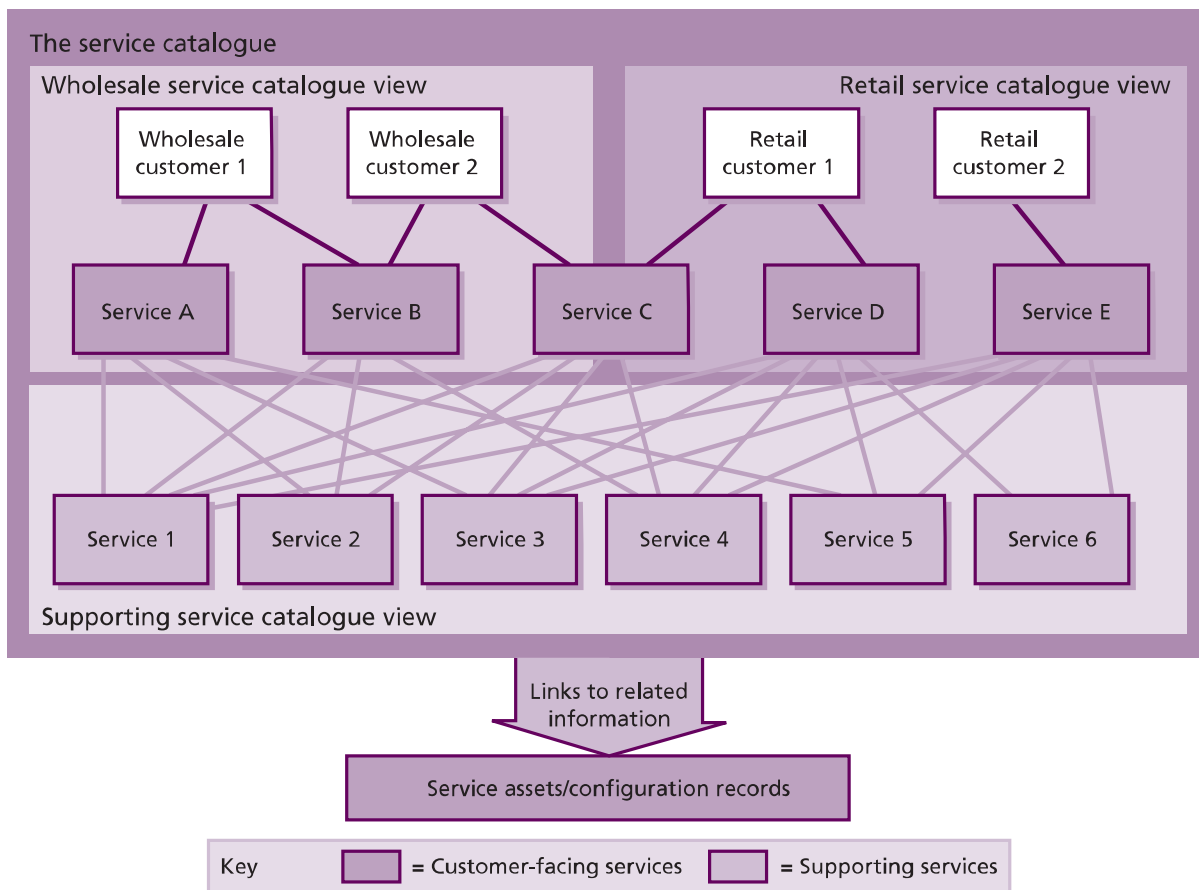 The service catalogue
Wholesale service catalogue view
Retail service catalogue view
Wholesale
customer 1
Wholesale
customer 2
Retail
customer 1
Retail
customer 2
Service A
Service B
Service C
Service D
Service E
Service 1
Service 2
Service 3
Service 4
Service 5
Service 6
Supporting service catalogue view
Links to related
information
Service assets/configuration records
Key
= Customer-facing services
= Supporting services